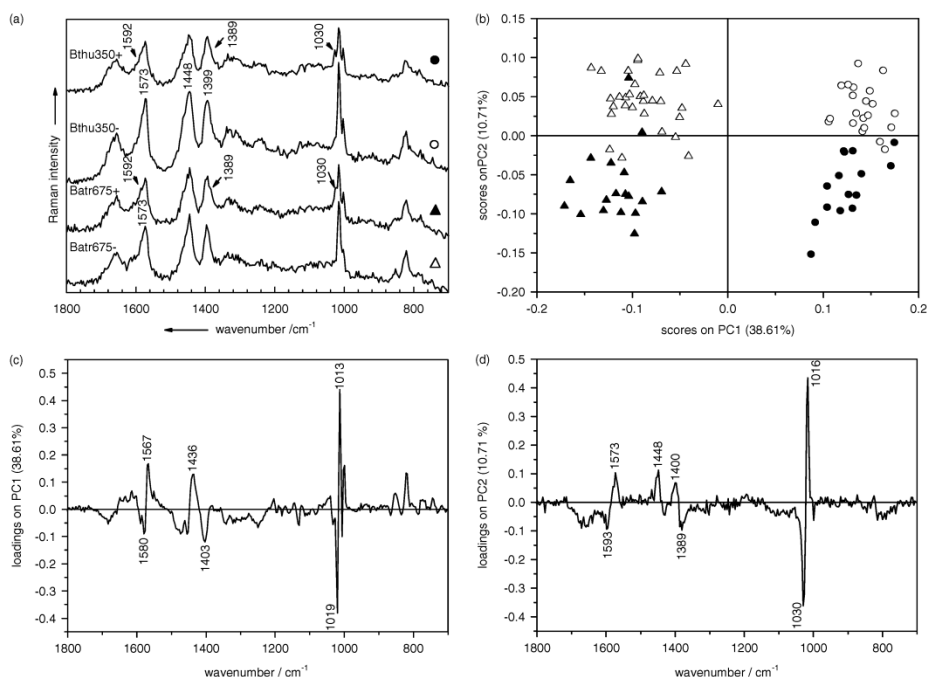 (a)
1592
1573
1448
1399
1389
1030
Bthu350+
Bthu350-
1592
1573
1389
1030
Batr675+
Batr675-
Raman intensity
1800 1600 1400 1200 1000 800
wavenumber /cm-1
(b)
0.20
0.15
0.10
0.05
0.00
-0.05
-0.10
-0.15
-0.20
scores onPC2 (10.71%)
-0.2 -0.1 0.0 0.1 0.2
scores on PC1 (38.61%)
(c)
0.5
0.4
0.3
0.2
0.1
0.0
-0.1
-0.2
-0.3
-0.4
loadings on PC1 (38.61%)
1567
1580
1436
1403
1013
1019
1800 1600 1400 1200 1000 800
wavenumber / cm-1
(d)
0.5
0.4
0.3
0.2
0.1
0.0
-0.1
-0.2
-0.3
-0.4
loadings on PC2 (10.71 %)
1573
1593
1448
1400
1389
1016
1030
1800 1600 1400 1200 1000 800
wavenumber / cm-1